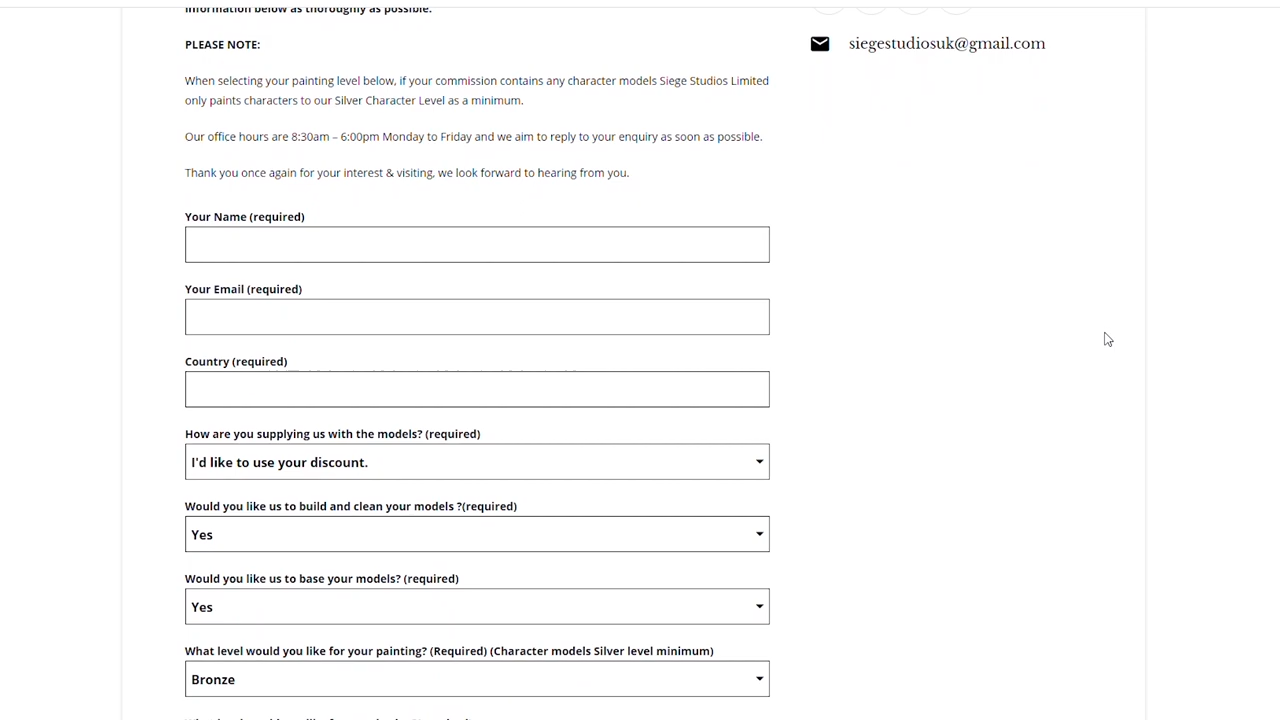 information below as thoroughly as possible.
PLEASE NOTE:
When selecting your painting level below, if your commission contains any character models Siege Studios Limited
only paints characters to our Silver Character Level as a minimum.
Our office hours are 8:30am – 6:00pm Monday to Friday and we aim to reply to your enquiry as soon as possible.
Thank you once again for your interest & visiting, we look forward to hearing from you.
Your Name (required)
Your Email (required)
Country (required)
How are you supplying us with the models? (required)
I'd like to use your discount.
Would you like us to build and clean your models ?(required)
Yes
Would you like us to base your models? (required)
Yes
What level would you like for your painting? (Required) (Character models Silver level minimum)
Bronze
siegestudiosuk@gmail.com